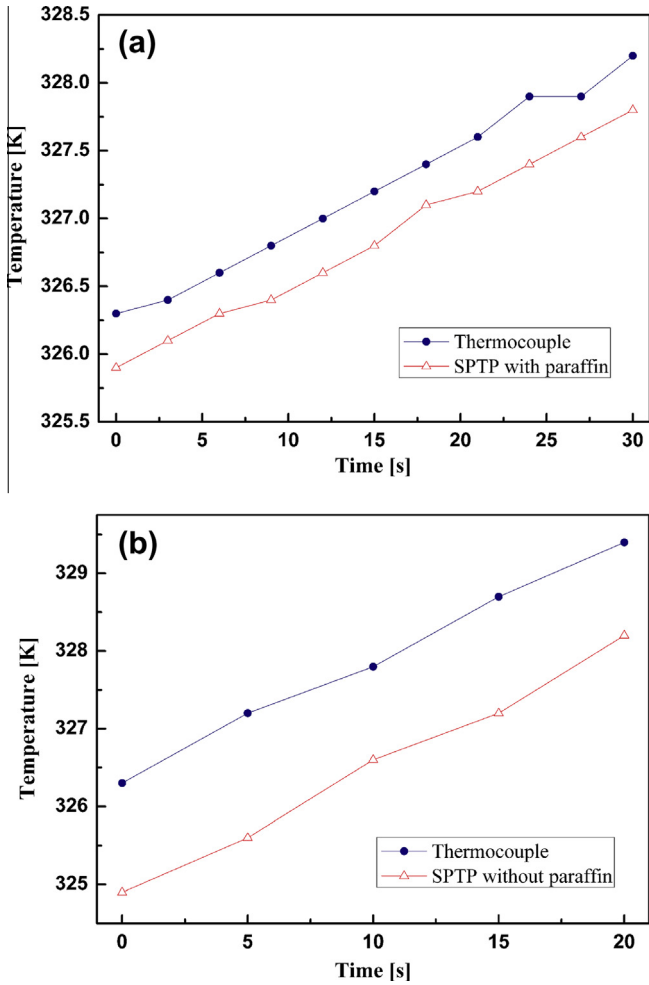 (a)
328.5
328.0
327.5
327.0
326.5
326.0
325.5
Temperature [K]
Thermocouple
SPTP with paraffin
0 5 10 15 20 25 30
Time [s]
(b)
329
328
327
326
325
Temperature [K]
Thermocouple
SPTP without paraffin
0 5 10 15 20
Time [s]